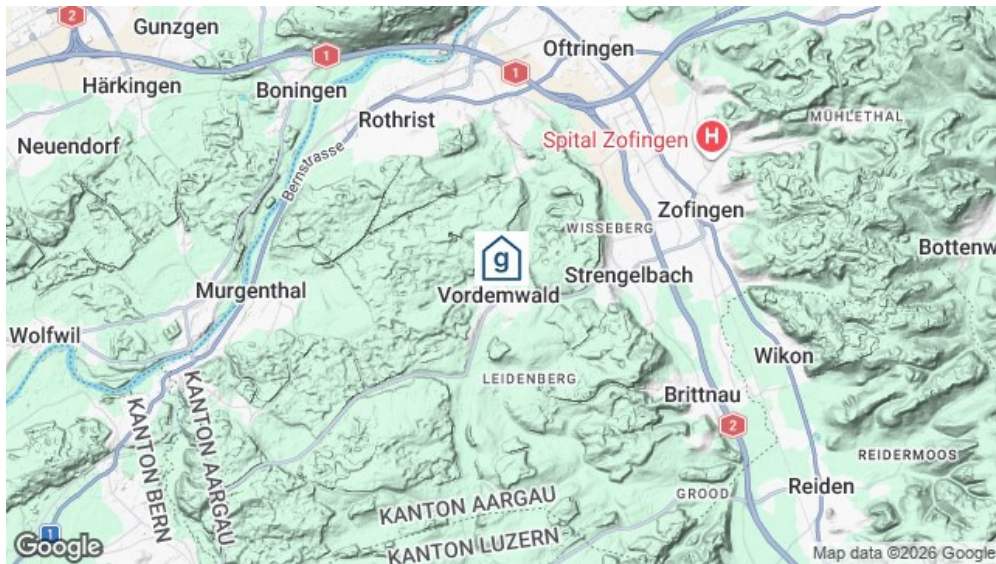 2
Gunzgen
Oftringen
1
1
Härkingen
Boningen
Rothrist
MÜHLETHAL
Spital Zofingen H
Neuendorf
Bernstrasse
Zofingen
WISSEBERG
Bottenw
g
Strengelbach
Murgenthal
Vordemwald
Wolfwil
Wikon
LEIDENBERG
Brittnau
KANTON BERN
KANTON AARGAU
2
REIDERMOOS
Reiden
GROOD
KANTON AARGAU
KANTON LUZERN
1
Google
Map data ©2026 Google